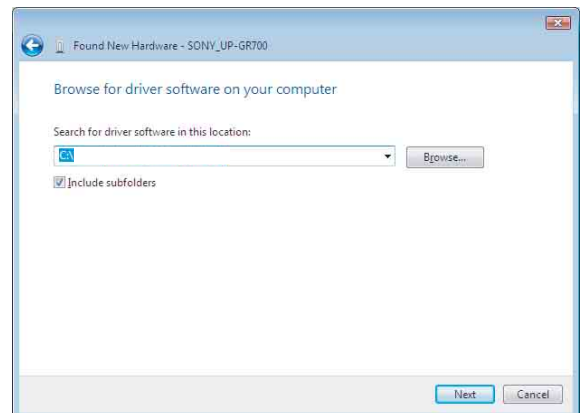 Found New Hardware - SONY_UP-GR700
Browse for driver software on your computer
Search for driver software in this location:
C:\
Browse...
Include subfolders
Next
Cancel